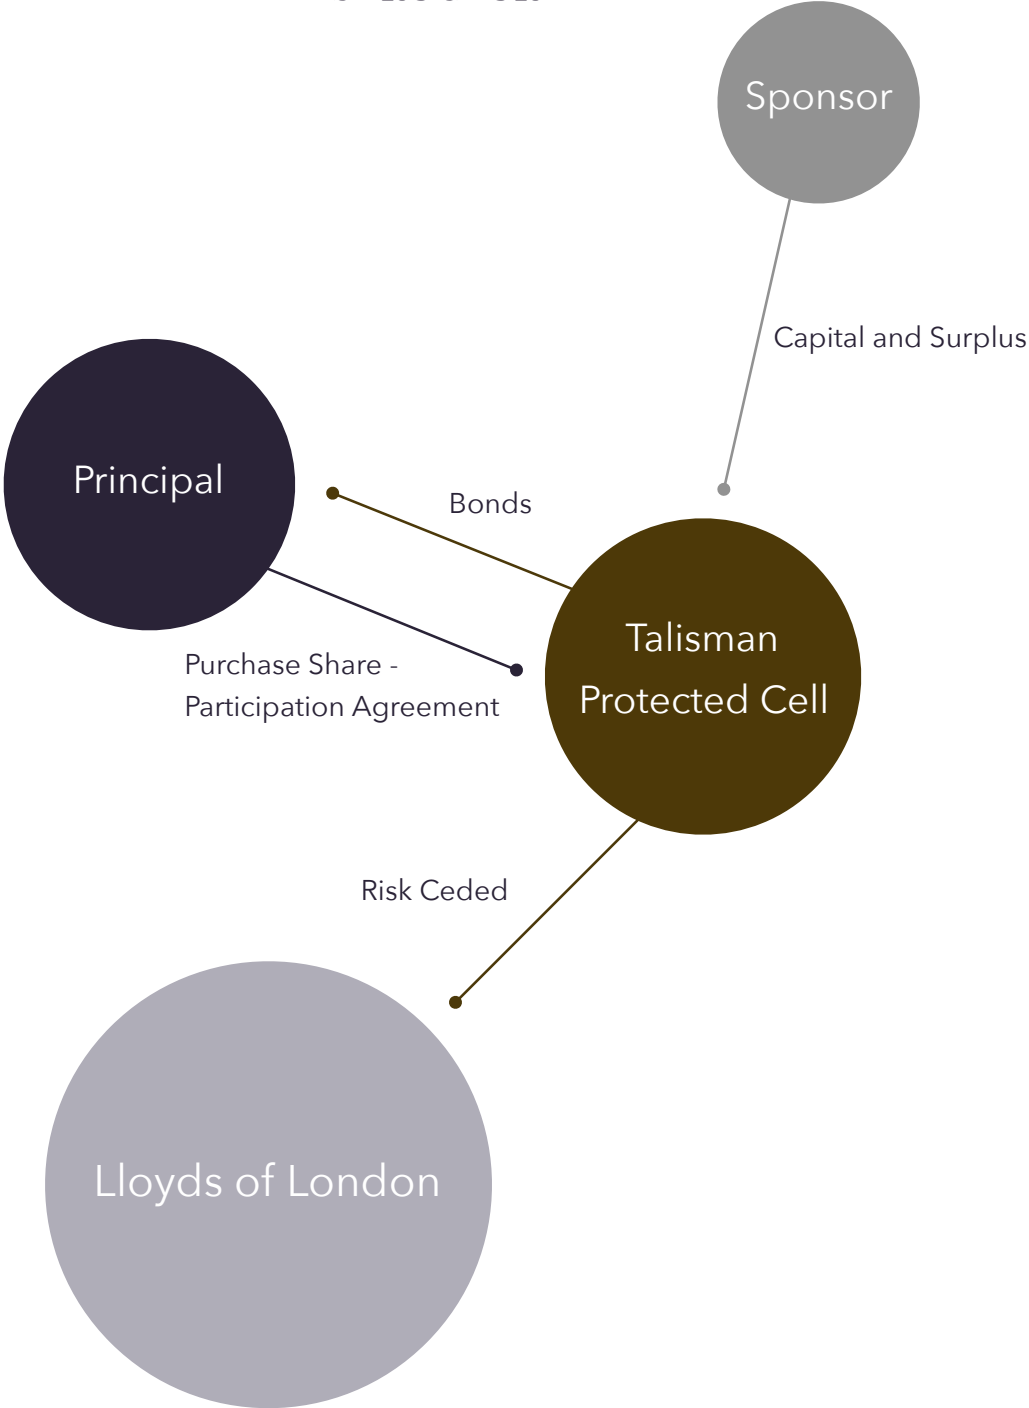 Sponsor
Capital and Surplus
Principal
Bonds
Talisman
Protected Cell
Purchase Share -
Participation Agreement
Risk Ceded
Lloyds of London